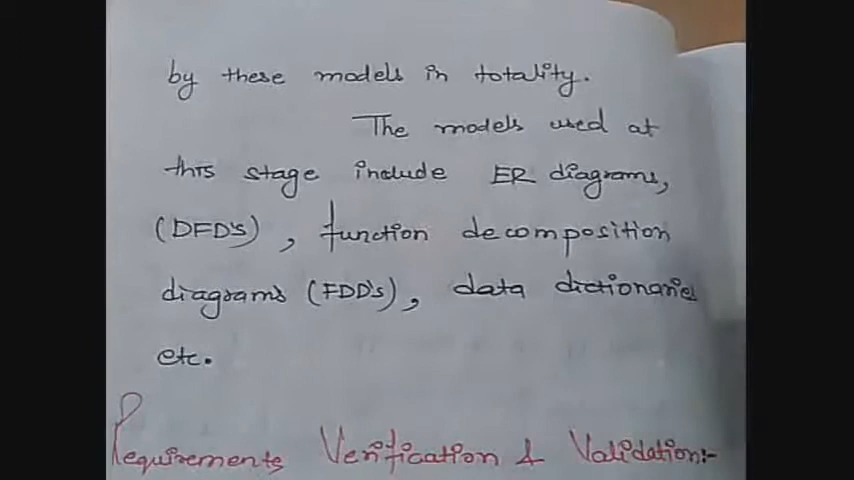 by these models in totality.
The models used at
this stage include ER diagrams,
(DFD's), function decomposition
diagrams (FDD's), data dictionaries
etc.
Requirements Verification & Validation:-